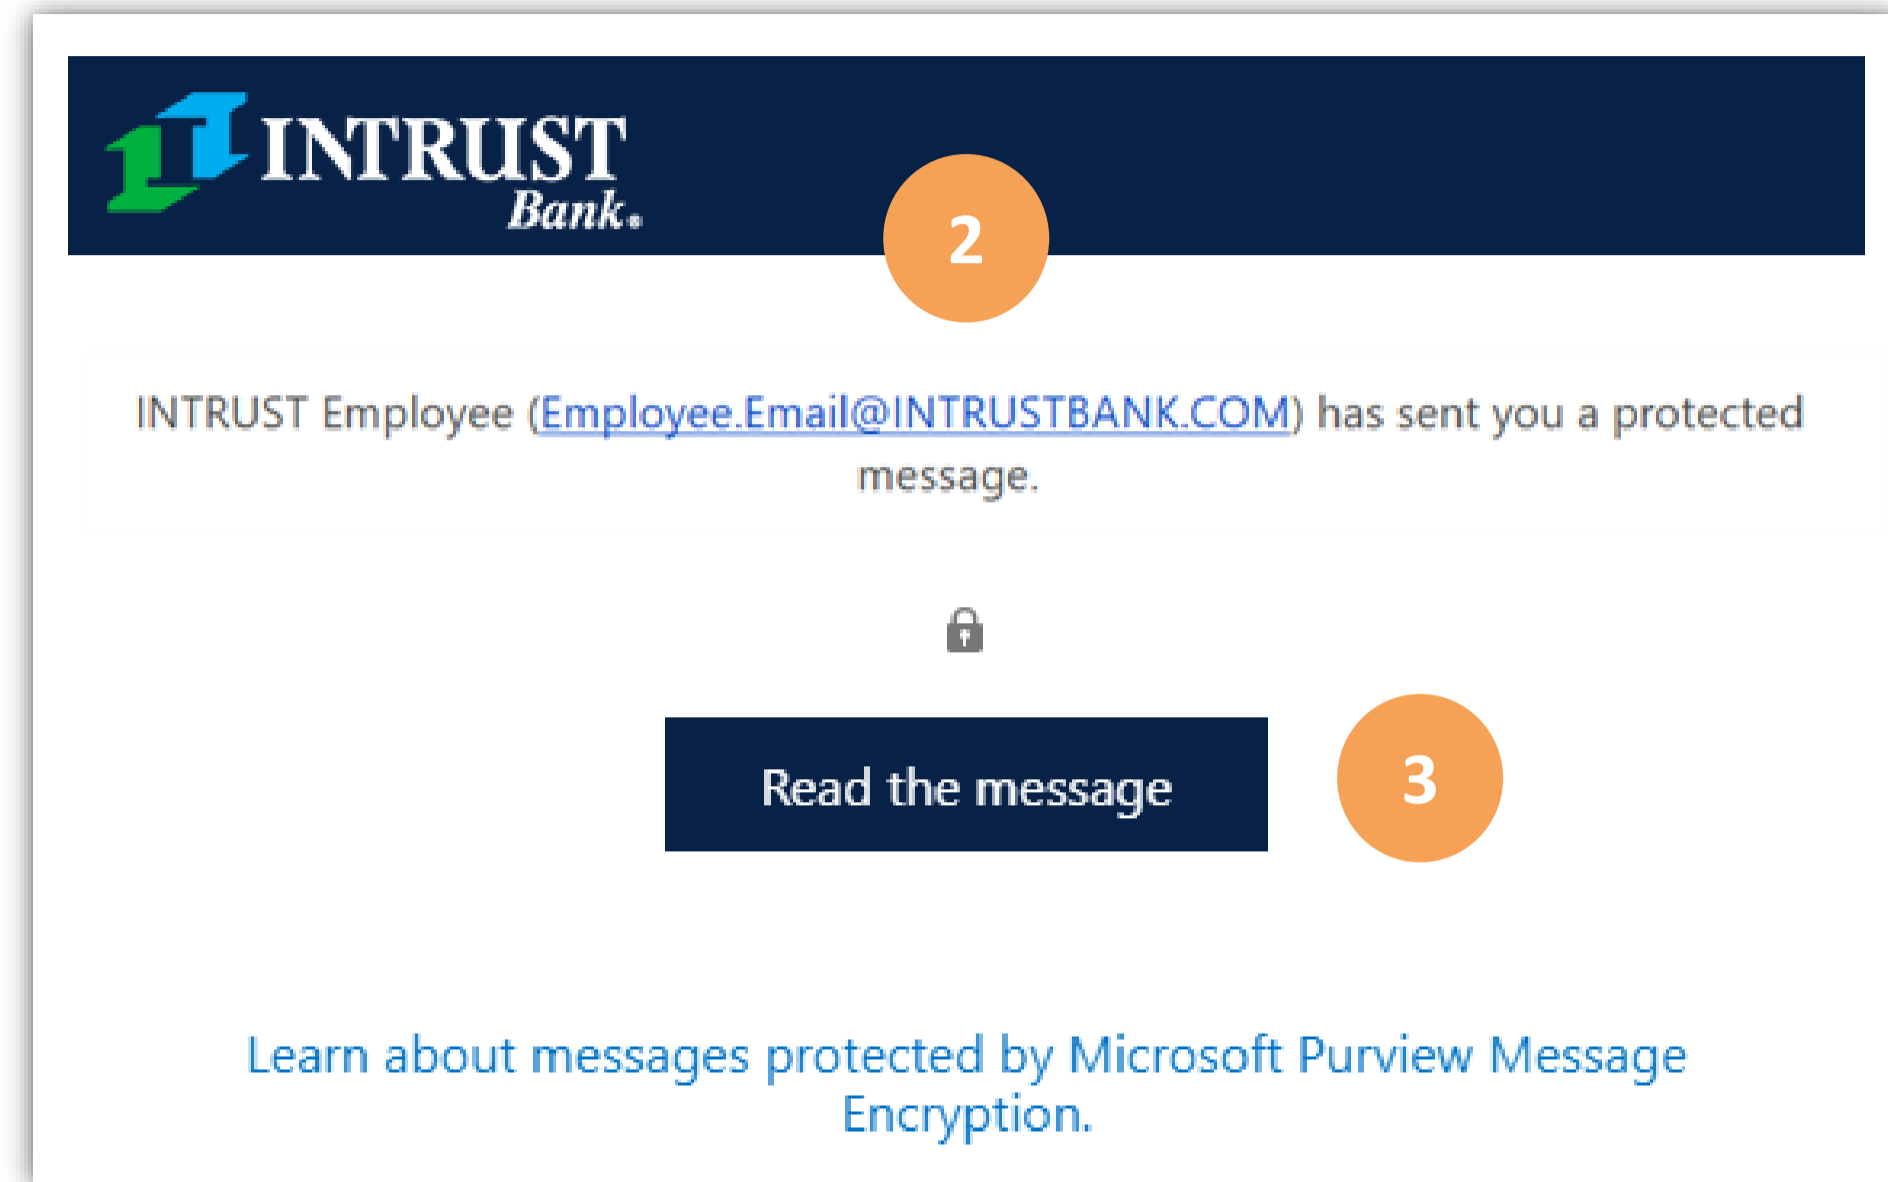 INTRUST
Bank®
2
INTRUST Employee (Employee.Email@INTRUSTBANK.COM) has sent you a protected
message.
Read the message
3
Learn about messages protected by Microsoft Purview Message
Encryption.